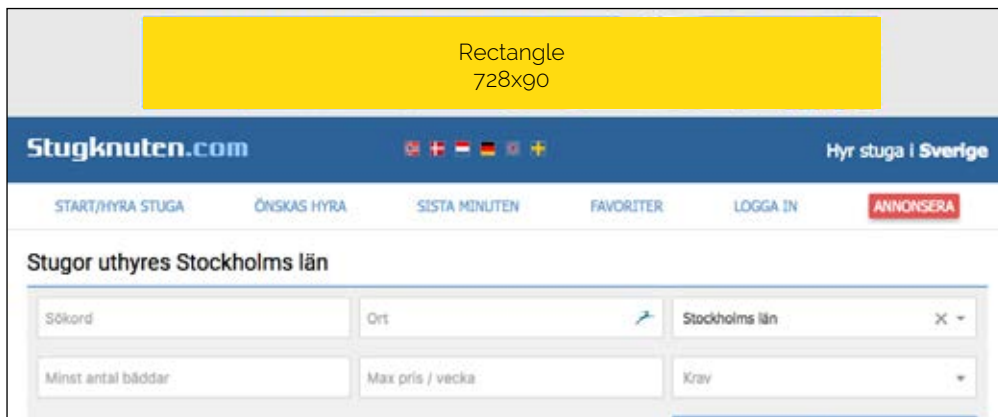 Rectangle
728x90
Stugknuten.com
Hyr stuga i Sverige
START/HYRA STUGA ÖNSKAS HYRA SISTA MINUTEN FAVORITER LOGGA IN ANNONSERA
Stugor uthyres Stockholms län
Sökord Ort Stockholms län
Minst antal bäddar Max pris / vecka Krav